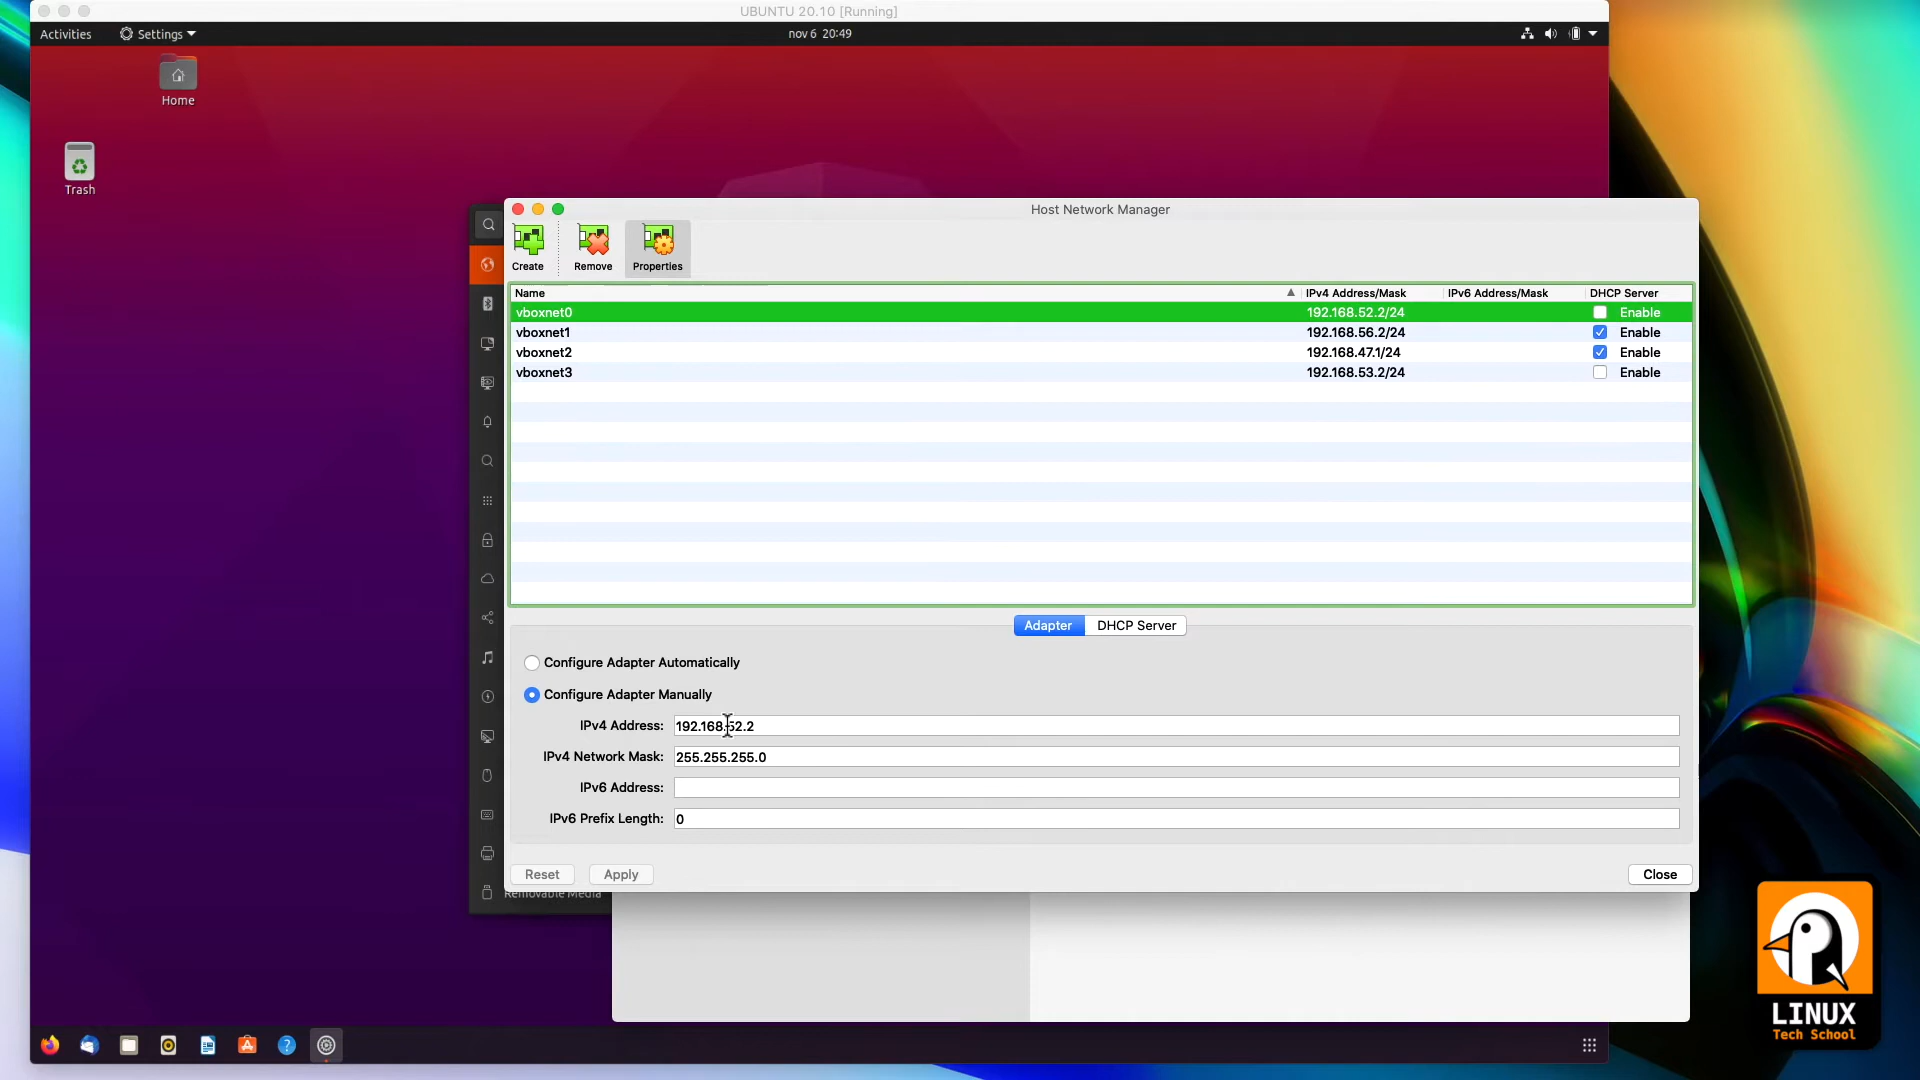 UBUNTU 20.10 [Running]
Activities
Settings
nov 6 20:49
Home
Trash
Host Network Manager
Create
Remove
Properties
Name
IPv4 Address/Mask
IPv6 Address/Mask
DHCP Server
vboxnet0
192.168.52.2/24
Enable
vboxnet1
192.168.56.2/24
Enable
vboxnet2
192.168.47.1/24
Enable
vboxnet3
192.168.53.2/24
Enable
Adapter
DHCP Server
Configure Adapter Automatically
Configure Adapter Manually
IPv4 Address:
192.168.52.2
IPv4 Network Mask:
255.255.255.0
IPv6 Address:
IPv6 Prefix Length:
0
Reset
Apply
Close
Removable Media
LINUX
Tech School